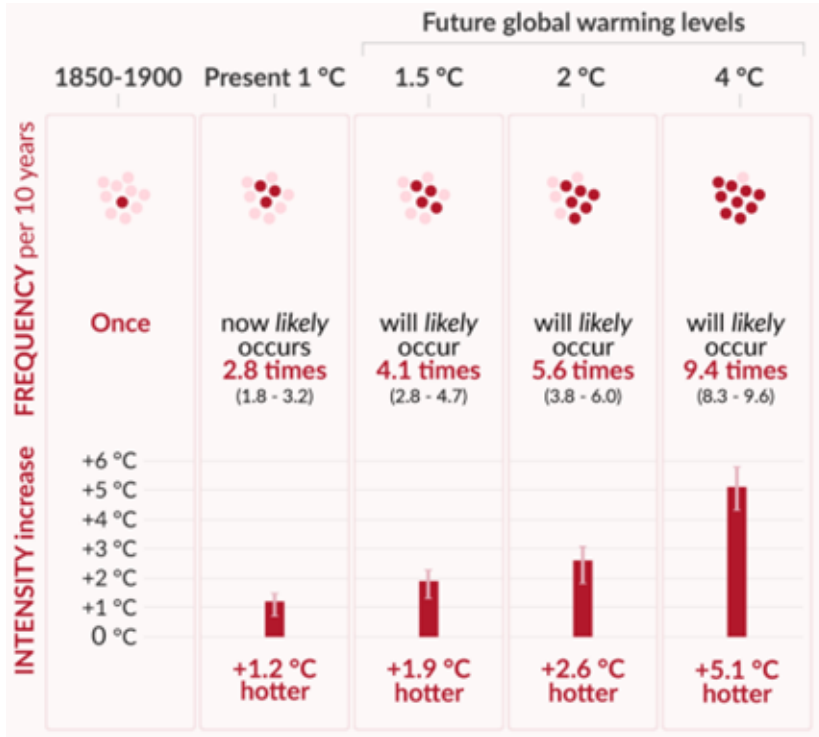 Future global warming levels
1850-1900
Present 1 °C
1.5 °C
2 °C
4 °C
FREQUENCY per 10 years
Once
now likely
occurs
2.8 times
(1.8 - 3.2)
will likely
occur
4.1 times
(2.8 - 4.7)
will likely
occur
5.6 times
(3.8 - 6.0)
will likely
occur
9.4 times
(8.3 - 9.6)
INTENSITY increase
+6 °C
+5 °C
+4 °C
+3 °C
+2 °C
+1 °C
0 °C
+1.2 °C
hotter
+1.9 °C
hotter
+2.6 °C
hotter
+5.1 °C
hotter